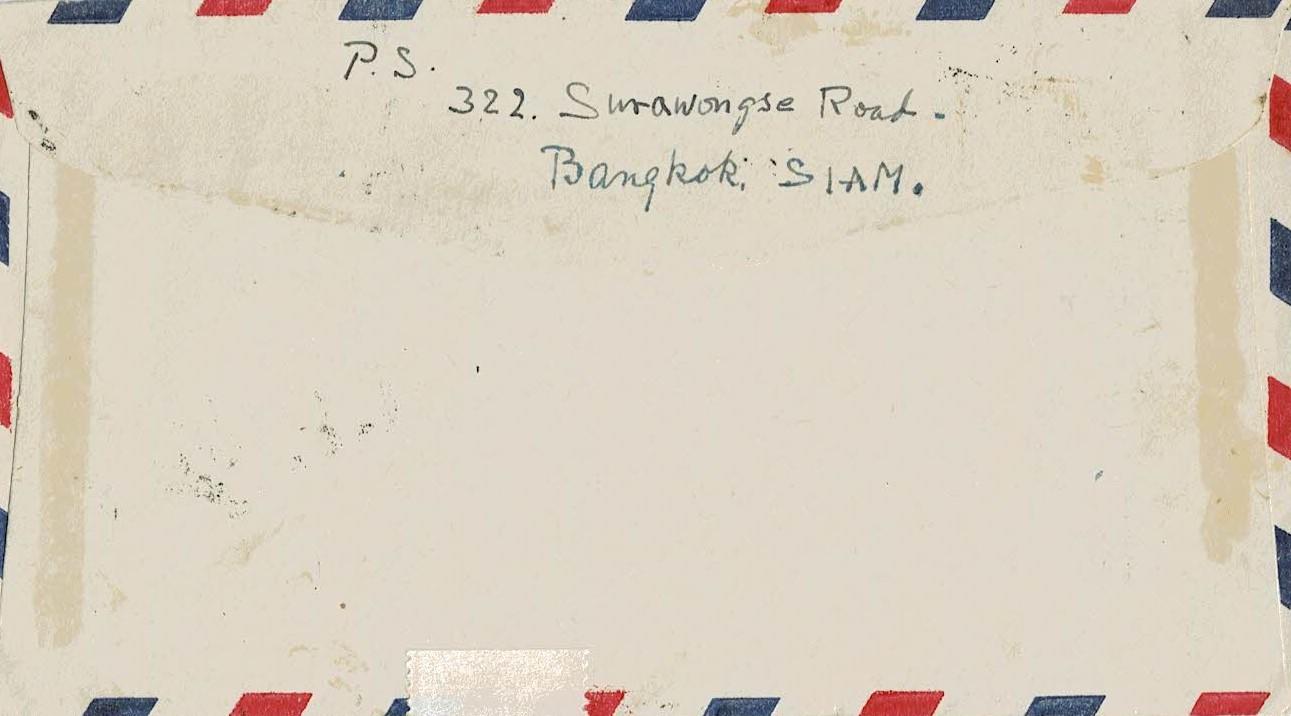 P.S.
322. Surawongse Road.
Bangkok, SIAM.